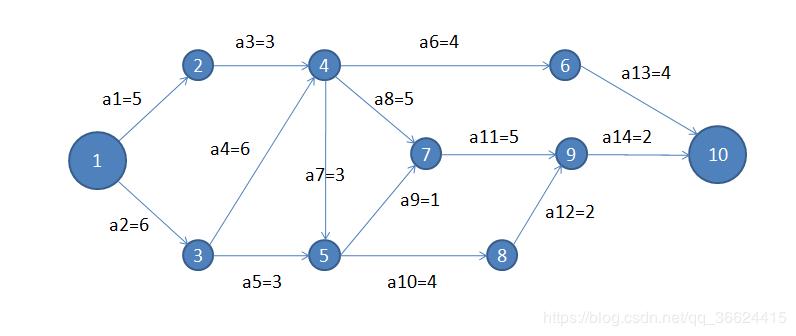 a3=3
a6=4
2
4
6
a1=5
a8=5
a13=4
1
a4=6
7
a11=5
9
a14=2
10
a7=3
a9=1
a2=6
a12=2
3
5
8
a5=3
a10=4
https://blog.csdn.net/qq_36624415